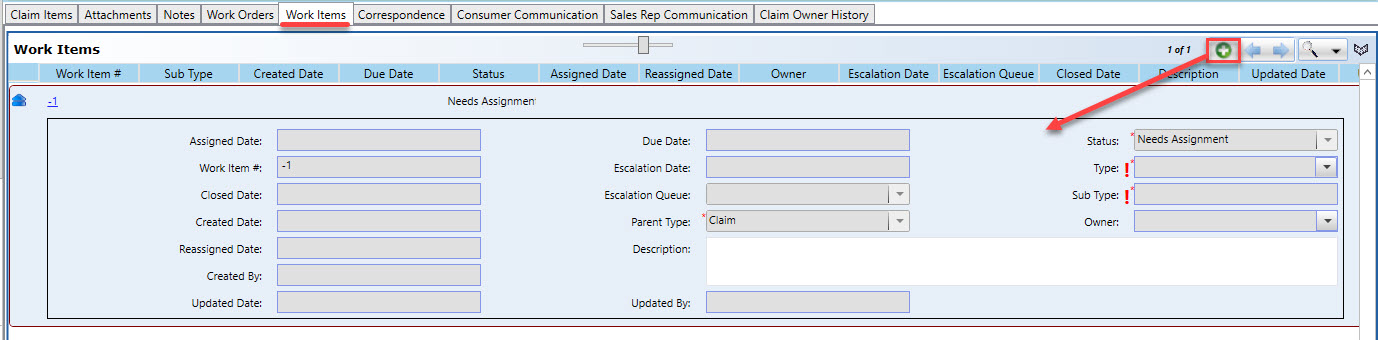 Claim Items Attachments Notes Work Orders Work Items Correspondence Consumer Communication Sales Rep Communication Claim Owner History
Work Items 1 of 1
Work Item # Sub Type Created Date Due Date Status Assigned Date Reassigned Date Owner Escalation Date Escalation Queue Closed Date Description Updated Date
-1 Needs Assignment
Assigned Date: Due Date: Status: * Needs Assignment
Work Item #: -1 Escalation Date: Type: ! *
Closed Date: Escalation Queue: Sub Type: ! *
Created Date: Parent Type: * Claim Owner:
Reassigned Date: Description:
Created By:
Updated Date: Updated By: